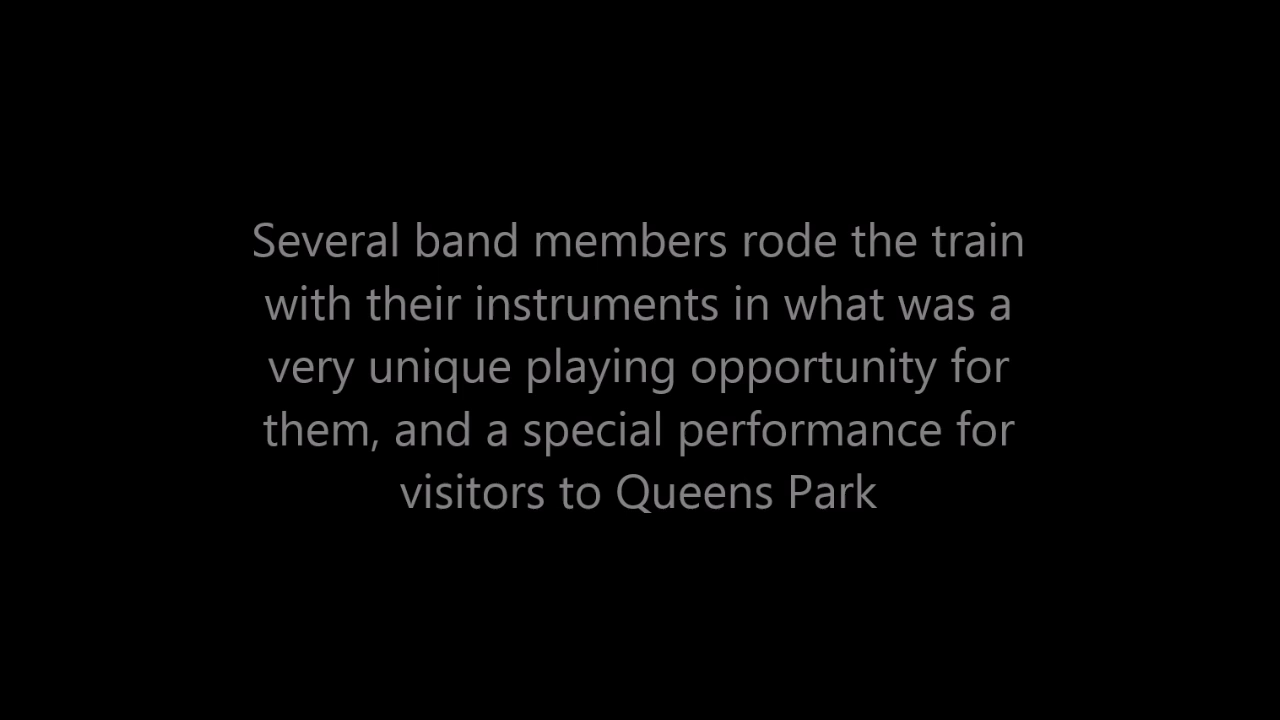 Several band members rode the train
with their instruments in what was a
very unique playing opportunity for
them, and a special performance for
visitors to Queens Park